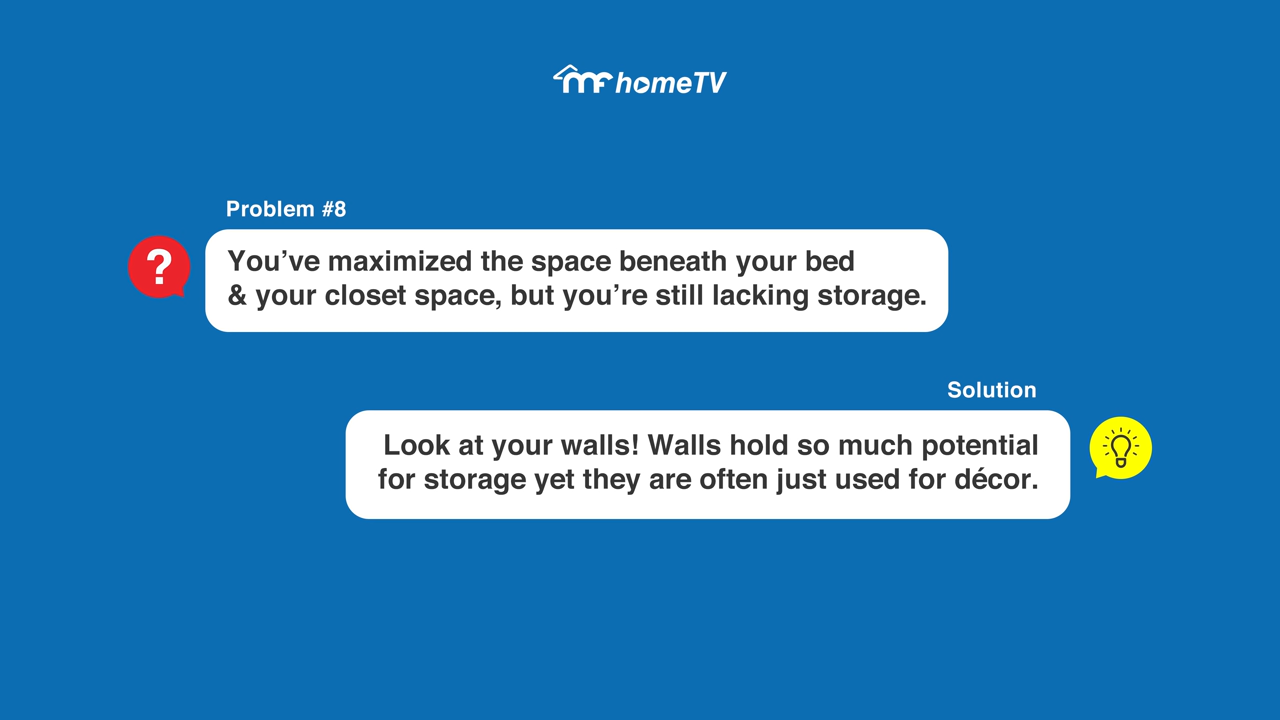 mf homeTV
Problem #8
?
You’ve maximized the space beneath your bed
& your closet space, but you’re still lacking storage.
Solution
Look at your walls! Walls hold so much potential
for storage yet they are often just used for décor.